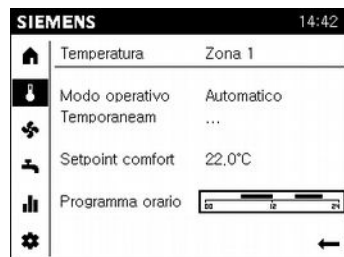 SIEMENS 14:42
Temperatura Zona 1
Modo operativo Automatico
Temporaneam ...
Setpoint comfort 22,0°C
Programma orario
00 12 24